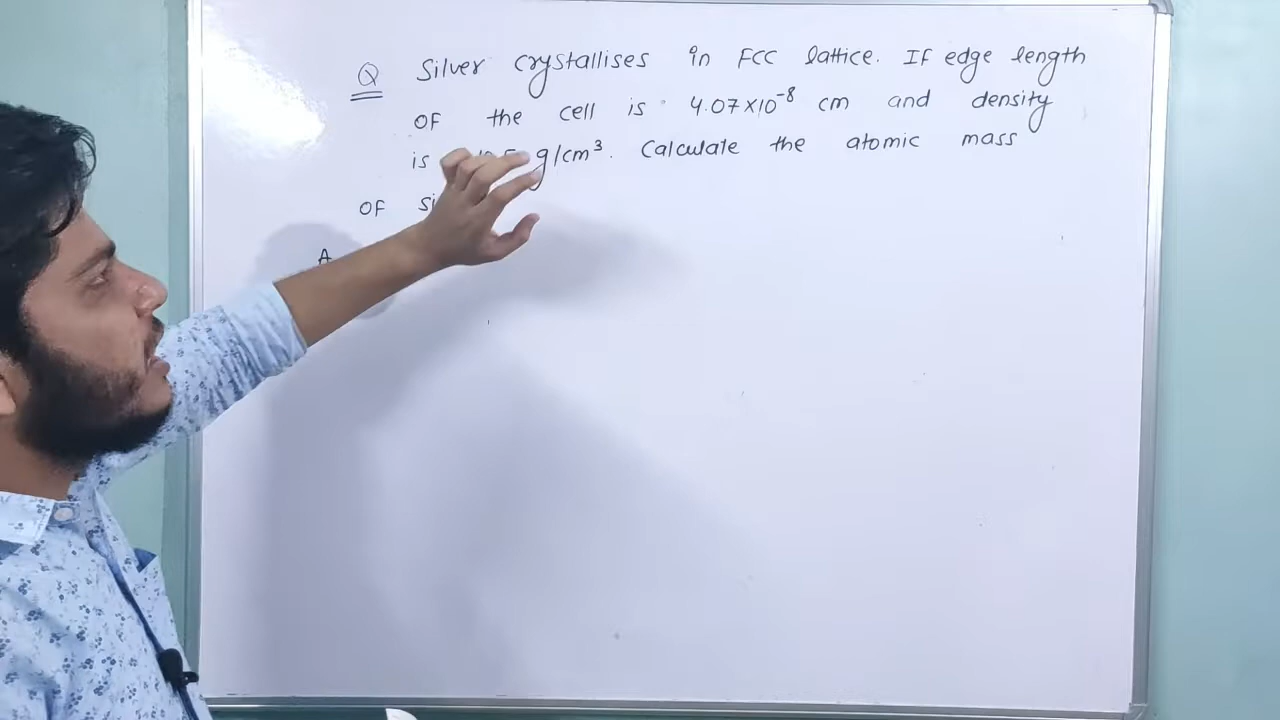 Q Silver crystallises in FCC lattice. If edge length
of the cell is 4.07×10⁻⁸ cm and density
is g/cm³. Calculate the atomic mass
of
A